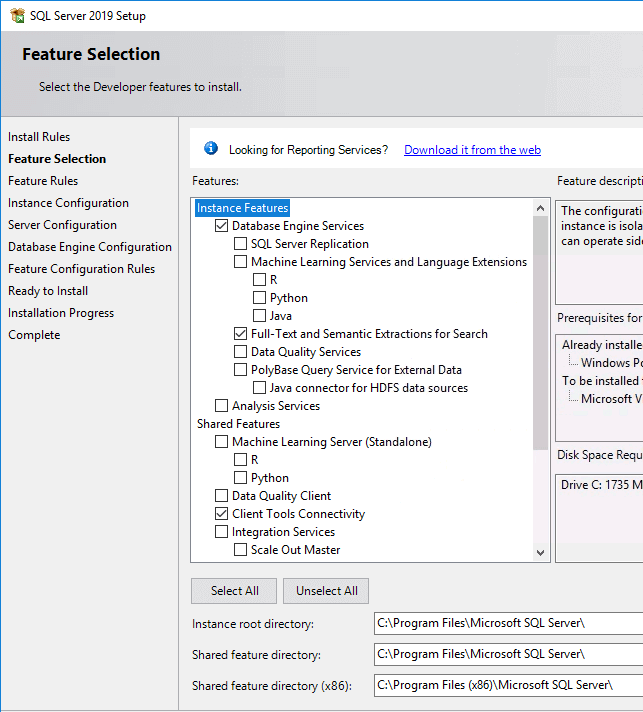 SQL Server 2019 Setup
Feature Selection
Select the Developer features to install.
Install Rules
Feature Selection
Feature Rules
Instance Configuration
Server Configuration
Database Engine Configuration
Feature Configuration Rules
Ready to Install
Installation Progress
Complete
Looking for Reporting Services? Download it from the web
Features:
Instance Features
Database Engine Services
SQL Server Replication
Machine Learning Services and Language Extensions
R
Python
Java
Full-Text and Semantic Extractions for Search
Data Quality Services
PolyBase Query Service for External Data
Java connector for HDFS data sources
Analysis Services
Shared Features
Machine Learning Server (Standalone)
R
Python
Data Quality Client
Client Tools Connectivity
Integration Services
Scale Out Master
Select All Unselect All
Instance root directory: C:\Program Files\Microsoft SQL Server\
Shared feature directory: C:\Program Files\Microsoft SQL Server\
Shared feature directory (x86): C:\Program Files (x86)\Microsoft SQL Server\
Feature descripti
The configuratio
instance is isola
can operate side
Prerequisites for
Already installe
Windows Po
To be installed
Microsoft V
Disk Space Requ
Drive C: 1735 M